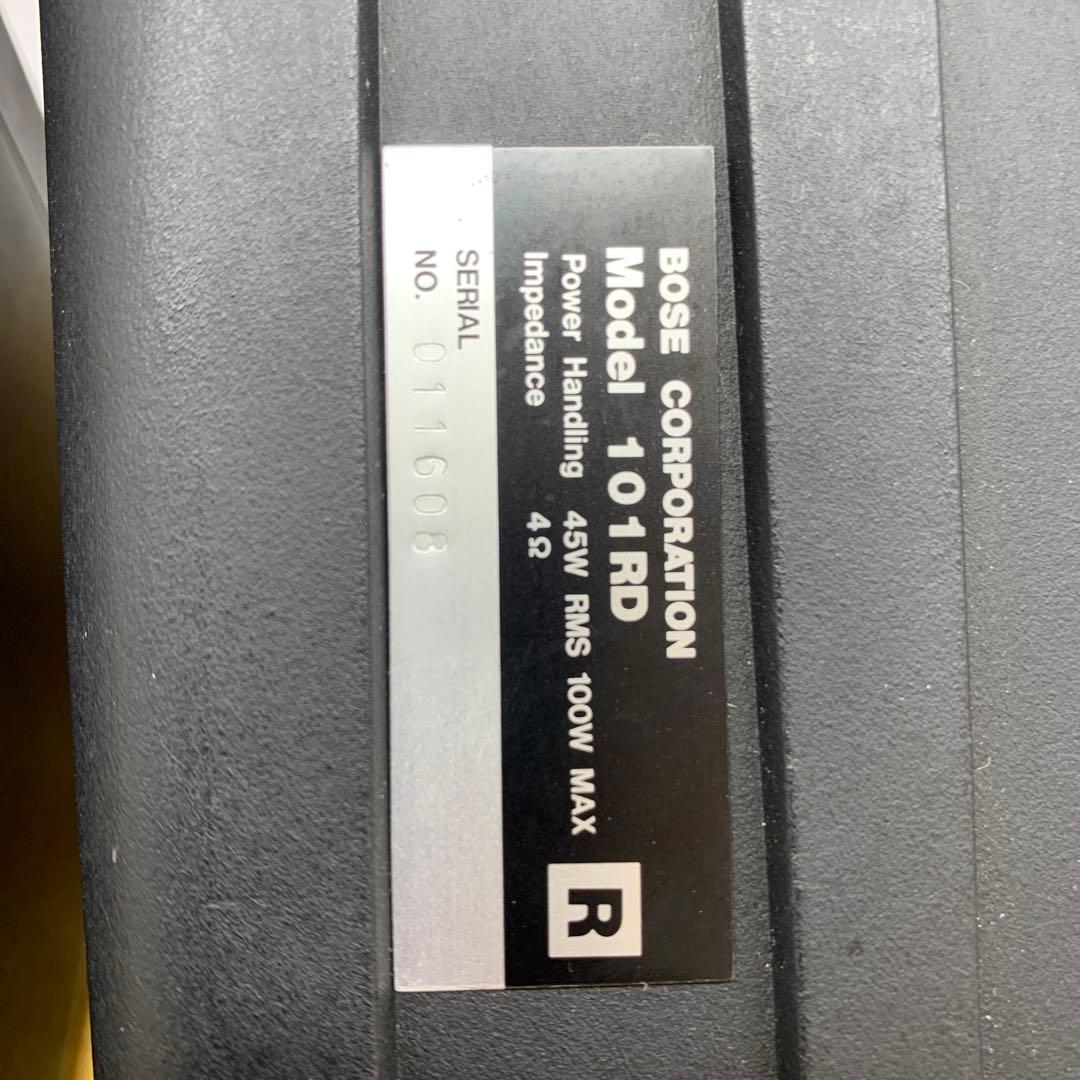 BOSE CORPORATION
Model 101RD
Power Handling 45W RMS 100W MAX
Impedance 4Ω
R
SERIAL
NO. 011608